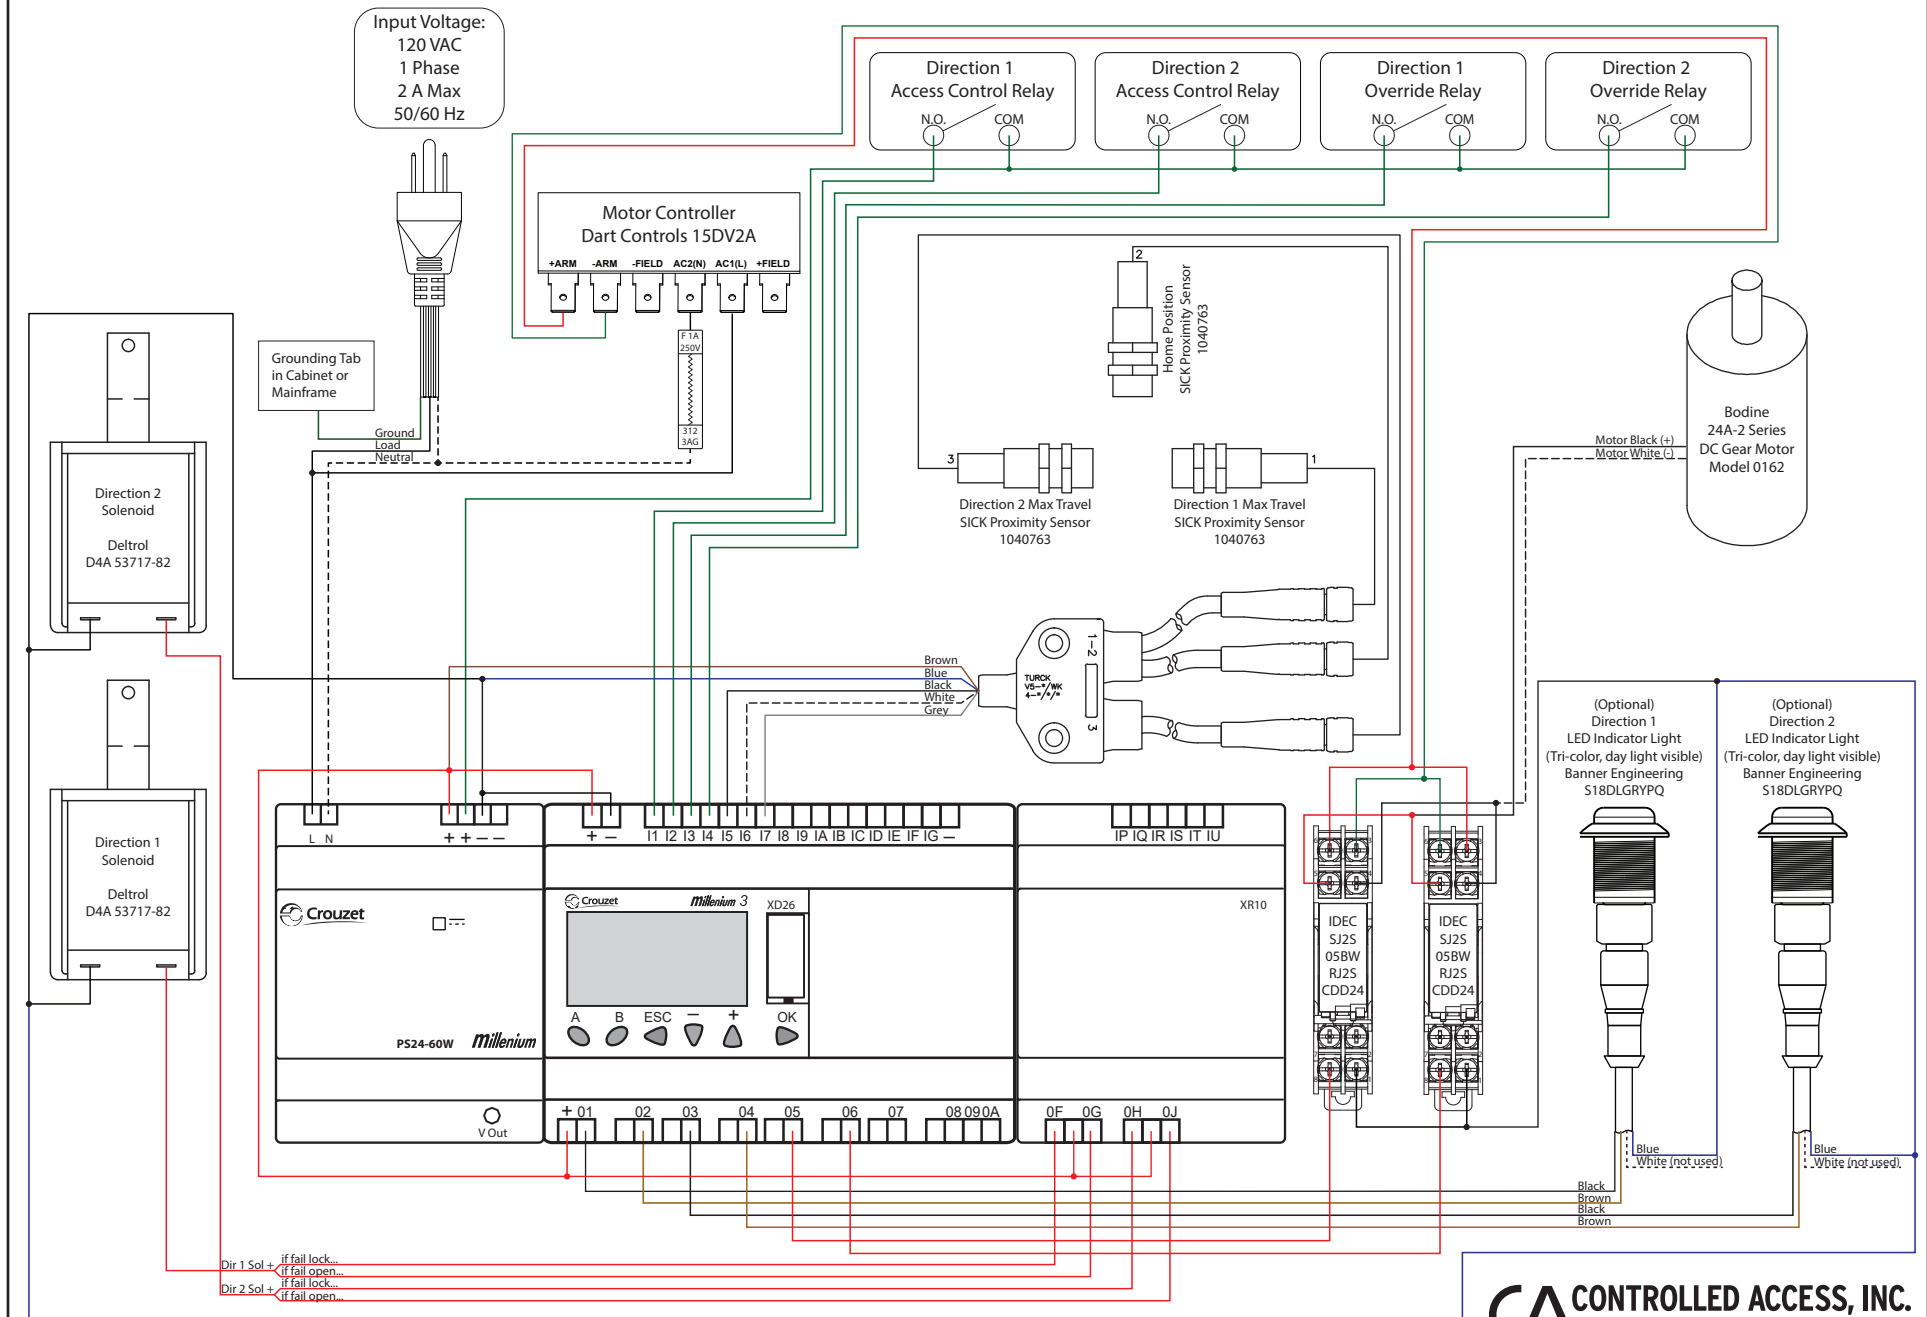 Input Voltage:
120 VAC
1 Phase
2 A Max
50/60 Hz
Direction 1
Access Control Relay
N.O. COM
Direction 2
Access Control Relay
N.O. COM
Direction 1
Override Relay
N.O. COM
Direction 2
Override Relay
N.O. COM
Motor Controller
Dart Controls 15DV2A
+ARM -ARM -FIELD AC2(N) AC1(L) +FIELD
F 1A
250V
312
3AG
Grounding Tab
in Cabinet or
Mainframe
Ground
Load
Neutral
2
Home Position
SICK Proximity Sensor
1040763
3
Direction 2 Max Travel
SICK Proximity Sensor
1040763
1
Direction 1 Max Travel
SICK Proximity Sensor
1040763
Motor Black (+)
Motor White (-)
Bodine
24A-2 Series
DC Gear Motor
Model 0162
Direction 2
Solenoid
Deltrol
D4A 53717-82
Direction 1
Solenoid
Deltrol
D4A 53717-82
Brown
Blue
Black
White
Grey
TURCK
V5-*/WK
4-*/*/*
1-2
3
(Optional)
Direction 1
LED Indicator Light
(Tri-color, day light visible)
Banner Engineering
S18DLGRYPQ
(Optional)
Direction 2
LED Indicator Light
(Tri-color, day light visible)
Banner Engineering
S18DLGRYPQ
L N
+ + — —
+ —
I1 I2 I3 I4 I5 I6 I7 I8 I9 IA IB IC ID IE IF IG —
IP IQ IR IS IT IU
Crouzet
PS24-60W Millenium
V Out
Crouzet Millenium 3 XD26
A B ESC — + OK
XR10
IDEC
SJ2S
05BW
RJ2S
CDD24
IDEC
SJ2S
05BW
RJ2S
CDD24
+ 01 02 03 04 05 06 07 08 09 0A
0F 0G 0H 0J
Blue
White (not used)
Blue
White (not used)
Black
Brown
Black
Brown
Dir 1 Sol +
if fail lock...
if fail open...
Dir 2 Sol +
if fail lock...
if fail open...
CA CONTROLLED ACCESS, INC.